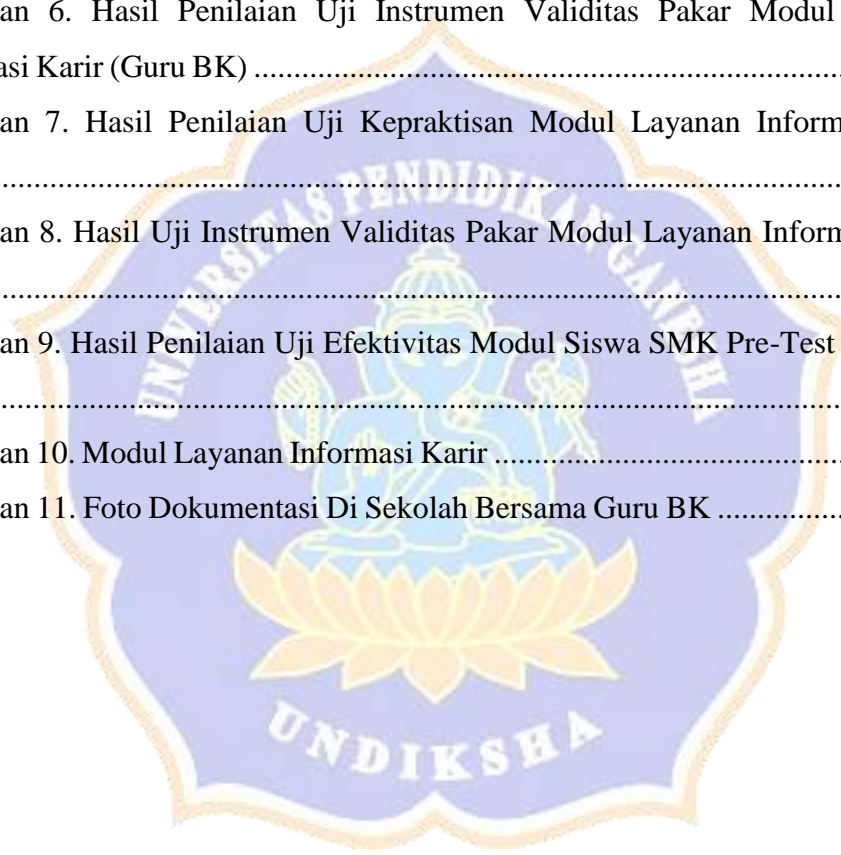 an 6. Hasil Penilaian Uji Instrumen Validitas Pakar Modul
asi Karir (Guru BK) ........................................................................................
an 7. Hasil Penilaian Uji Kepraktisan Modul Layanan Inform
........................................................................................................................
an 8. Hasil Uji Instrumen Validitas Pakar Modul Layanan Inform
........................................................................................................................
an 9. Hasil Penilaian Uji Efektivitas Modul Siswa SMK Pre-Test
........................................................................................................................
an 10. Modul Layanan Informasi Karir ..................................................
an 11. Foto Dokumentasi Di Sekolah Bersama Guru BK ..................
UNIVERSITAS PENDIDIKAN GANESHA
UNDIKSHA